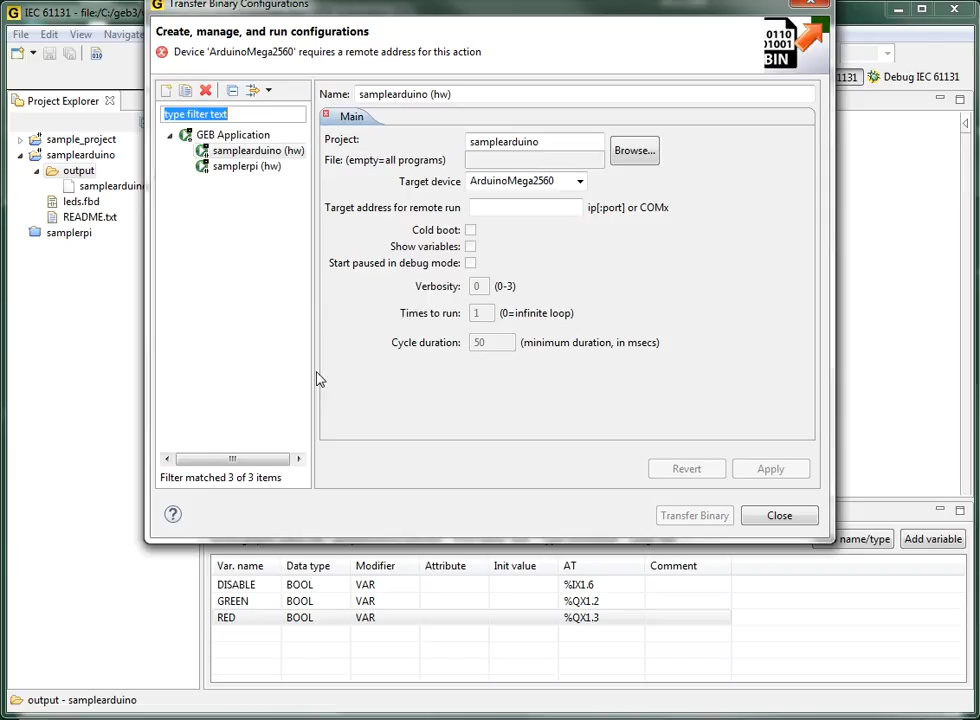 IEC 61131 - file/C:/geb3/
Transfer Binary Configurations
File Edit View Navigate
Create, manage, and run configurations
Device 'ArduinoMega2560' requires a remote address for this action
0110
1001
BIN
1131 Debug IEC 61131
Project Explorer
sample_project
samplearduino
output
samplearduino
leds.fbd
README.txt
samplerpi
type filter text
GEB Application
samplearduino (hw)
samplerpi (hw)
Filter matched 3 of 3 items
Name: samplearduino (hw)
Main
Project: samplearduino
File: (empty=all programs)
Browse...
Target device ArduinoMega2560
Target address for remote run ip[:port] or COMx
Cold boot:
Show variables:
Start paused in debug mode:
Verbosity: 0 (0-3)
Times to run: 1 (0=infinite loop)
Cycle duration: 50 (minimum duration, in msecs)
Revert Apply
Transfer Binary Close
name/type Add variable
Var. name Data type Modifier Attribute Init value AT Comment
DISABLE BOOL VAR %IX1.6
GREEN BOOL VAR %QX1.2
RED BOOL VAR %QX1.3
output - samplearduino